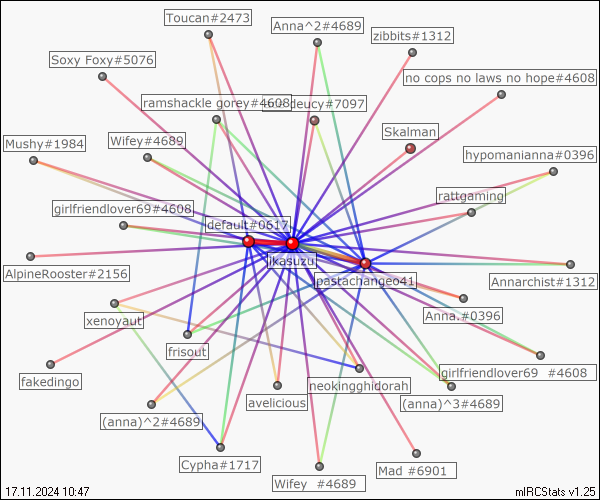 Toucan#2473
Anna^2#4689
zibbits#1312
Soxy Foxy#5076
no cops no laws no hope#4608
ramshackle gorey#4608
deucy#7097
Skalman
Mushy#1984
Wifey#4689
hypomanianna#0396
rattgaming
girlfriendlover69#4608
default#0617
ikasuzu
pastachangeo41
AlpineRooster#2156
Annarchist#1312
Anna.#0396
xenoyaut
frisout
fakedingo
neokingghidorah
girlfriendlover69 #4608
avelicious
(anna)^3#4689
(anna)^2#4689
Cypha#1717
Wifey #4689
Mad #6901
17.11.2024 10:47
mIRCStats v1.25